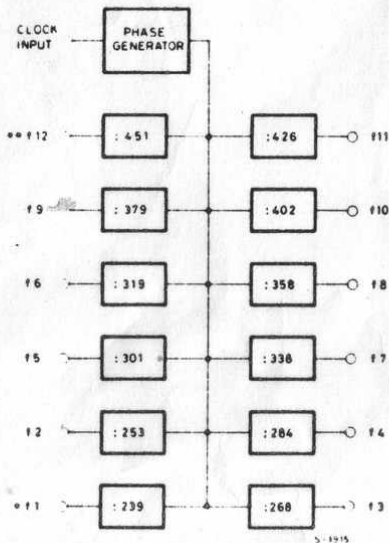 CLOCK INPUT
PHASE GENERATOR
** f12
: 451
: 426
f11
f9
: 379
: 402
f10
f6
: 319
: 358
f8
f5
: 301
: 338
f7
f2
: 253
: 284
f4
* f1
: 239
: 268
f3
S-1915